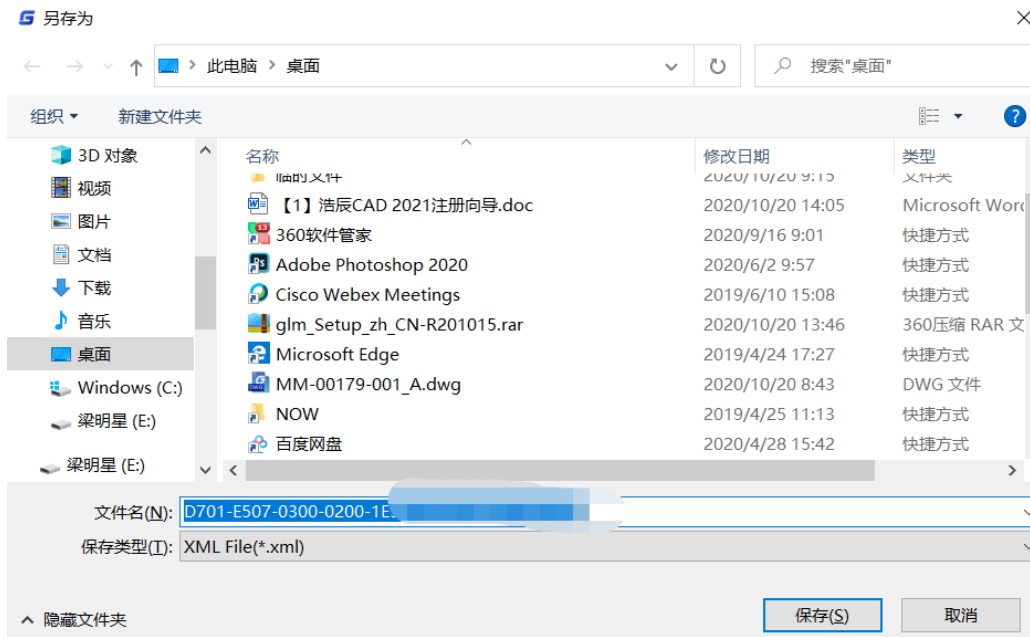 另存为
此电脑 > 桌面
搜索"桌面"
组织 新建文件夹
?
3D 对象
视频
图片
文档
下载
音乐
桌面
Windows (C:)
梁明星 (E:)
梁明星 (E:)
名称 修改日期 类型
临时文件 2020/10/20 9:15 文件夹
【1】浩辰CAD 2021注册向导.doc 2020/10/20 14:05 Microsoft Word
360软件管家 2020/9/16 9:01 快捷方式
Adobe Photoshop 2020 2020/6/2 9:57 快捷方式
Cisco Webex Meetings 2019/6/10 15:08 快捷方式
glm_Setup_zh_CN-R201015.rar 2020/10/20 13:46 360压缩 RAR 文
Microsoft Edge 2019/4/24 17:27 快捷方式
MM-00179-001_A.dwg 2020/10/20 8:43 DWG 文件
NOW 2019/4/25 11:13 快捷方式
百度网盘 2020/4/28 15:42 快捷方式
文件名(N): D701-E507-0300-0200-1E
保存类型(T): XML File(*.xml)
隐藏文件夹
保存(S) 取消